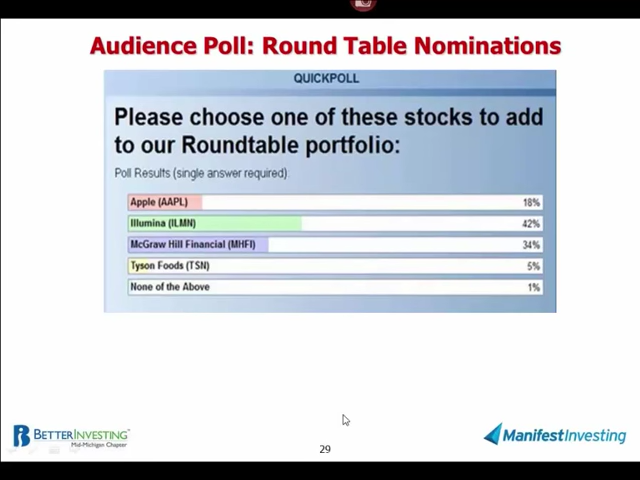 Audience Poll: Round Table Nominations
QUICKPOLL
Please choose one of these stocks to add
to our Roundtable portfolio:
Poll Results (single answer required):
Apple (AAPL) 18%
Illumina (ILMN) 42%
McGraw Hill Financial (MHFI) 34%
Tyson Foods (TSN) 5%
None of the Above 1%
BETTERINVESTING™
Mid-Michigan Chapter
29
ManifestInvesting